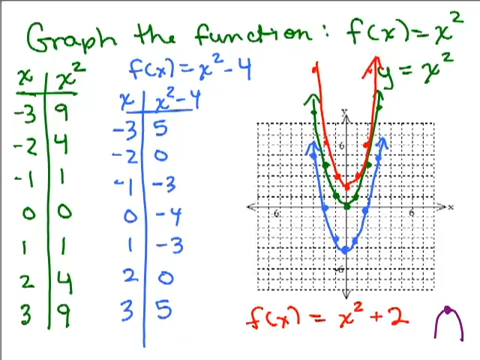 Graph the function: f(x) = x²
f(x) = x² - 4
y = x²
x | x²
-3 | 9
-2 | 4
-1 | 1
0 | 0
1 | 1
2 | 4
3 | 9
x | x² - 4
-3 | 5
-2 | 0
-1 | -3
0 | -4
1 | -3
2 | 0
3 | 5
Y
6
6 6 x
-6
f(x) = x² + 2